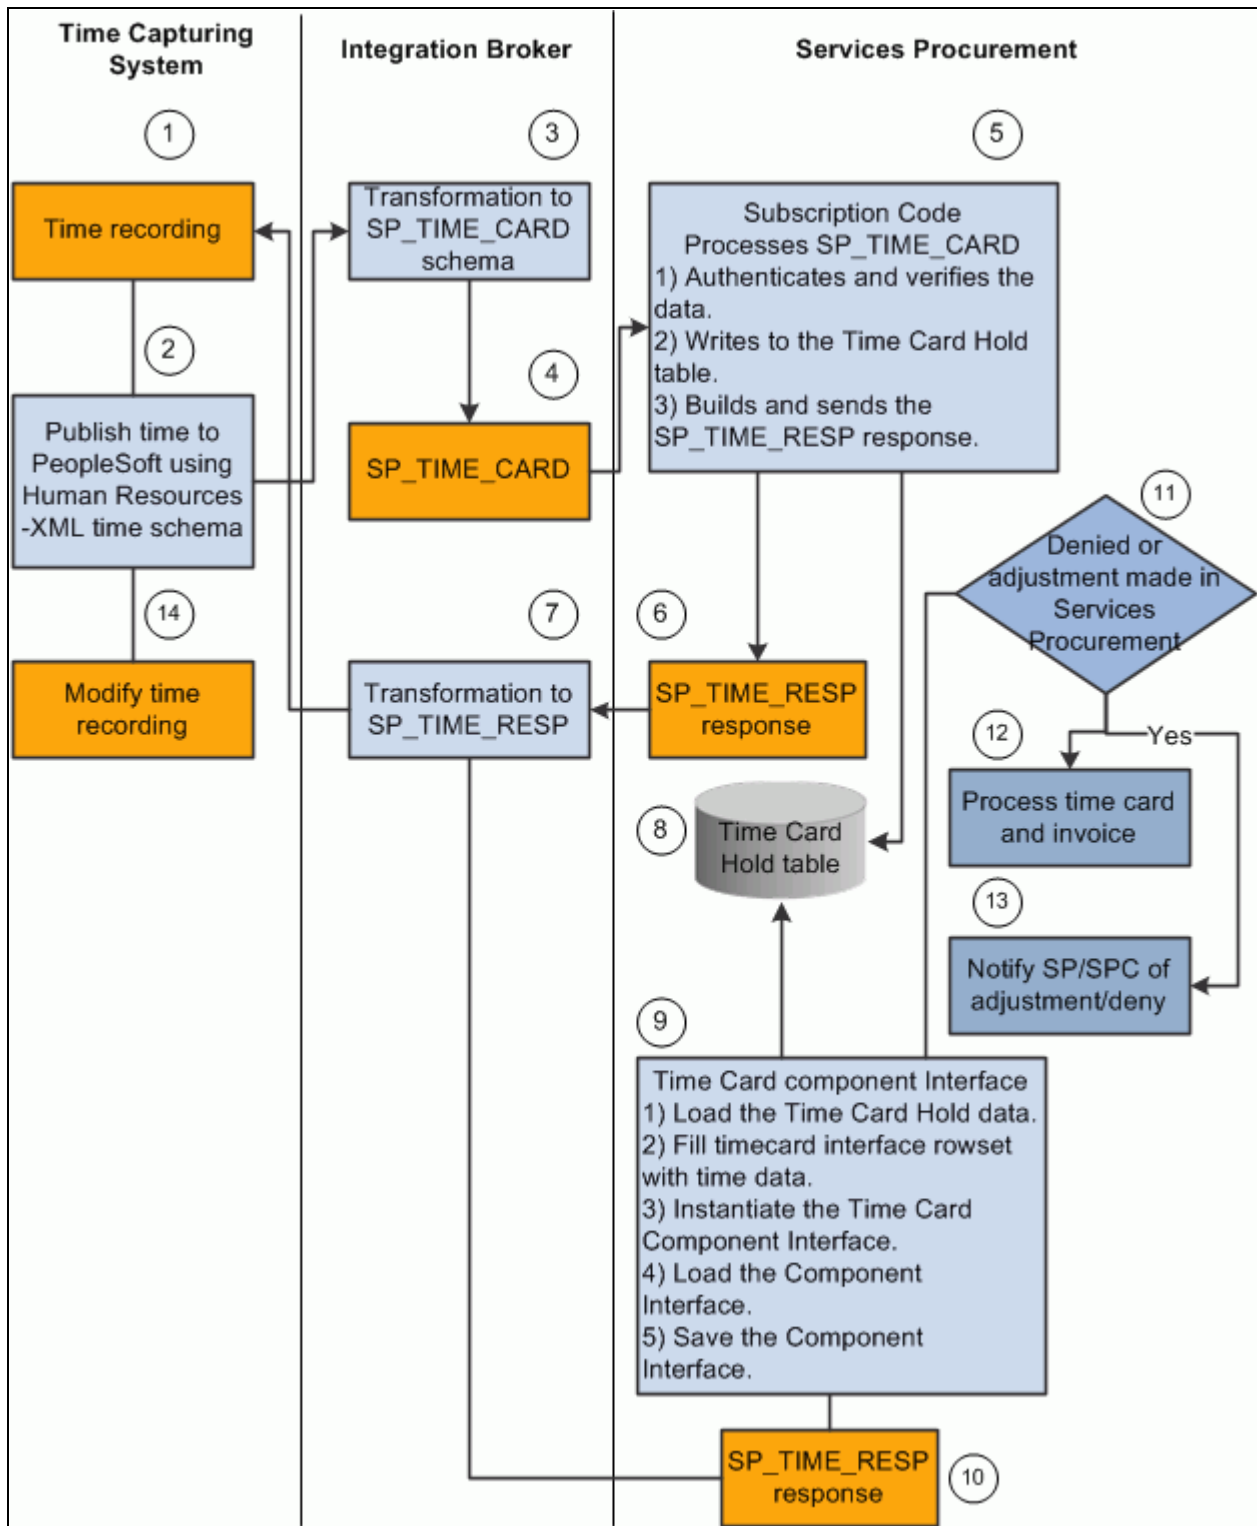 Time Capturing
System
Integration Broker
Services Procurement
1
3
5
Time recording
Transformation to
SP_TIME_CARD
schema
Subscription Code
Processes SP_TIME_CARD
1) Authenticates and verifies the
data.
2) Writes to the Time Card Hold
table.
3) Builds and sends the
SP_TIME_RESP response.
2
4
Publish time to
PeopleSoft using
Human Resources
-XML time schema
SP_TIME_CARD
11
Denied or
adjustment made in
Services
Procurement
14
7
6
Modify time
recording
Transformation to
SP_TIME_RESP
SP_TIME_RESP
response
12
Yes
Process time card
and invoice
8
Time Card
Hold table
13
Notify SP/SPC of
adjustment/deny
9
Time Card component Interface
1) Load the Time Card Hold data.
2) Fill timecard interface rowset
with time data.
3) Instantiate the Time Card
Component Interface.
4) Load the Component
Interface.
5) Save the Component
Interface.
SP_TIME_RESP
response
10